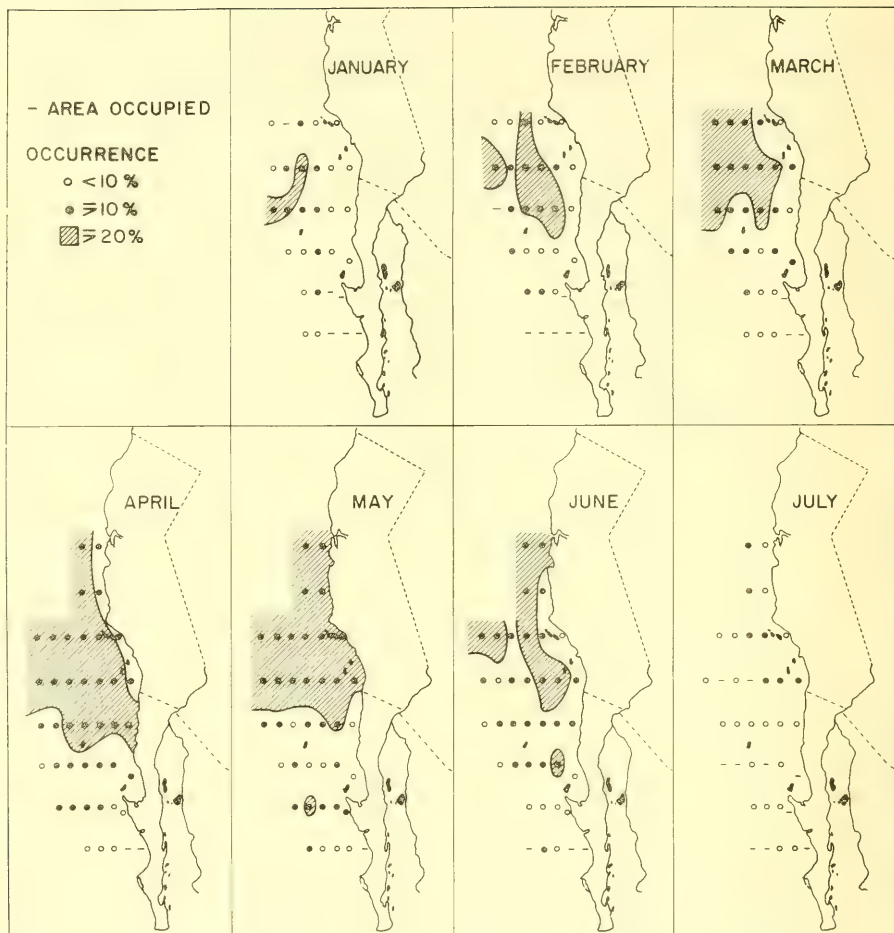 – AREA OCCUPIED
OCCURRENCE
○ <10 %
● ⩾10 %
▨ ⩾20 %
JANUARY
FEBRUARY
MARCH
APRIL
MAY
JUNE
JULY